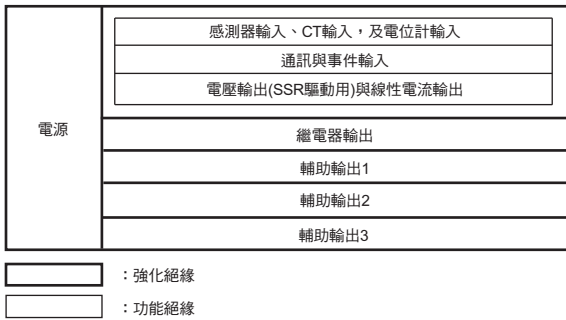 感測器輸入、CT輸入，及電位計輸入
通訊與事件輸入
電壓輸出(SSR驅動用)與線性電流輸出
電源
繼電器輸出
輔助輸出1
輔助輸出2
輔助輸出3
：強化絕緣
：功能絕緣